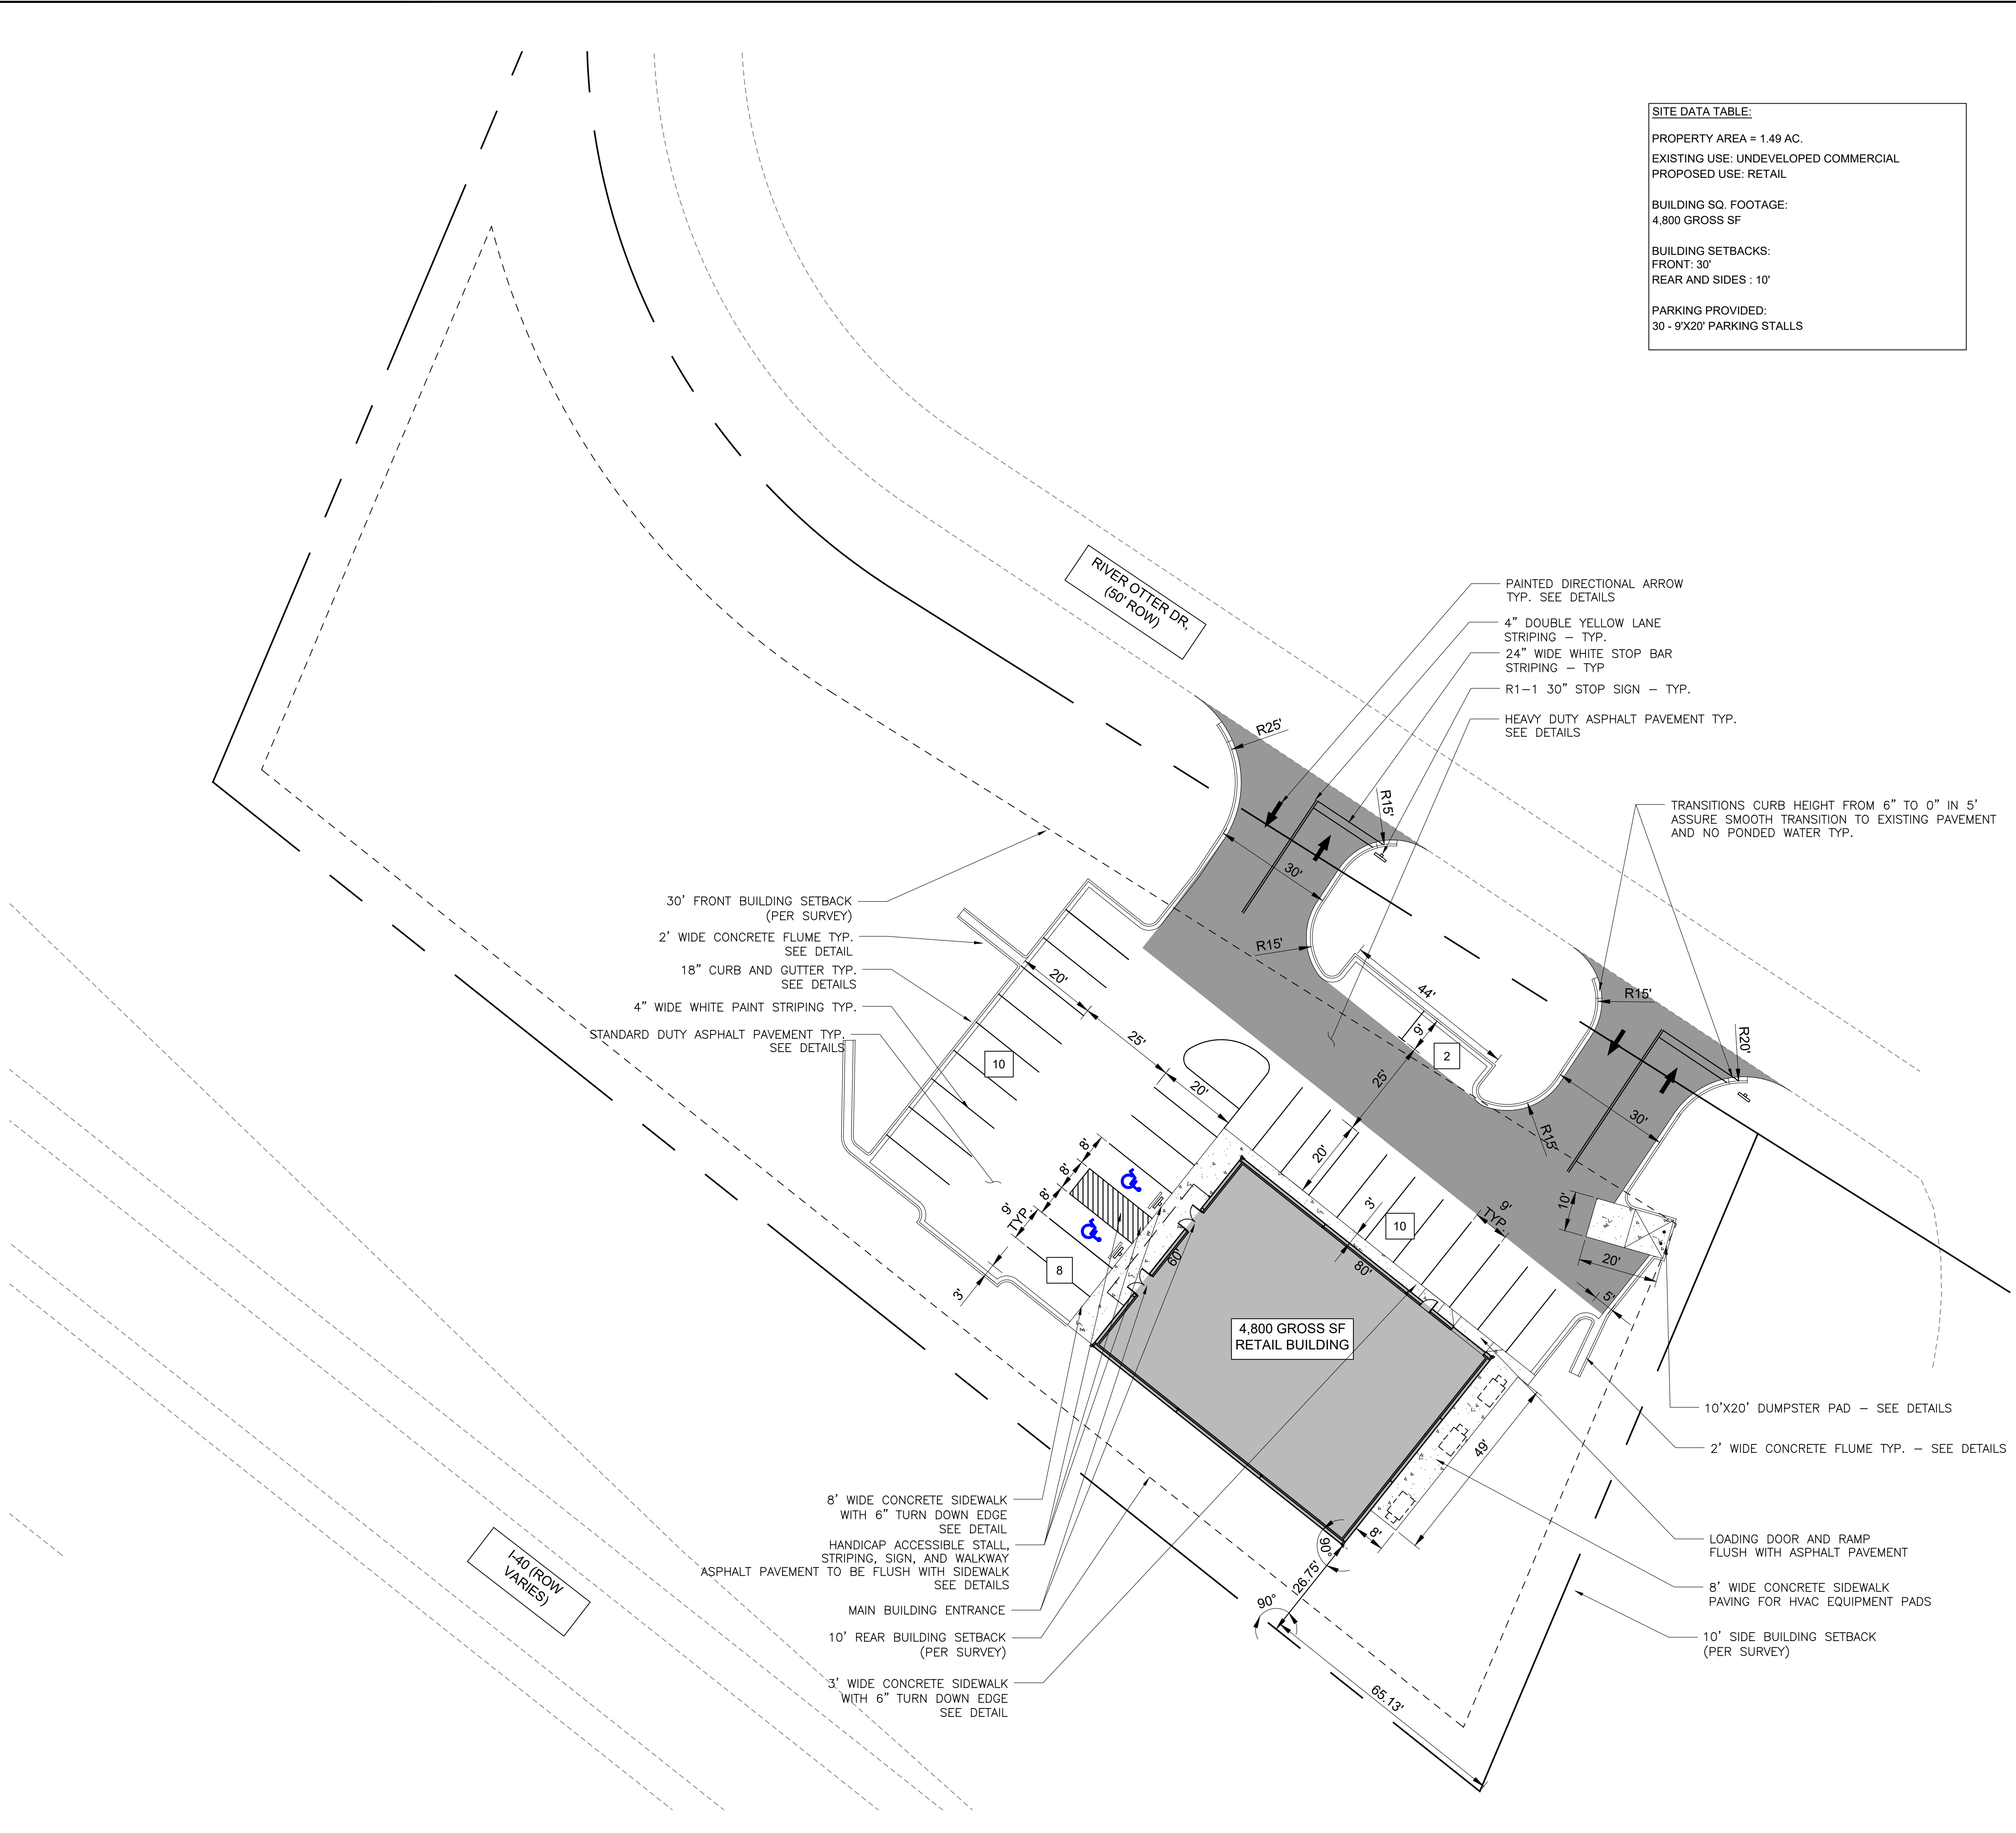 SITE DATA TABLE:
PROPERTY AREA = 1.49 AC.
EXISTING USE: UNDEVELOPED COMMERCIAL
PROPOSED USE: RETAIL
BUILDING SQ. FOOTAGE:
4,800 GROSS SF
BUILDING SETBACKS:
FRONT: 30'
REAR AND SIDES : 10'
PARKING PROVIDED:
30 - 9'X20' PARKING STALLS
RIVER OTTER DR,
(50' ROW)
PAINTED DIRECTIONAL ARROW
TYP. SEE DETAILS
4" DOUBLE YELLOW LANE
STRIPING – TYP.
24" WIDE WHITE STOP BAR
STRIPING – TYP
R1–1 30" STOP SIGN – TYP.
HEAVY DUTY ASPHALT PAVEMENT TYP.
SEE DETAILS
TRANSITIONS CURB HEIGHT FROM 6" TO 0" IN 5'
ASSURE SMOOTH TRANSITION TO EXISTING PAVEMENT
AND NO PONDED WATER TYP.
R25'
R15'
30'
R15'
44'
9'
2
25'
R15'
R20'
30'
R15'
30' FRONT BUILDING SETBACK
(PER SURVEY)
2' WIDE CONCRETE FLUME TYP.
SEE DETAIL
18" CURB AND GUTTER TYP.
SEE DETAILS
4" WIDE WHITE PAINT STRIPING TYP.
STANDARD DUTY ASPHALT PAVEMENT TYP.
SEE DETAILS
20'
25'
20'
10
20'
8'
8'
8'
9'
TYP.
3'
8
60'
3'
80'
10
9'
TYP.
10'
20'
5'
4,800 GROSS SF
RETAIL BUILDING
49'
8'
90°
26.75'
90°
65.13'
10'X20' DUMPSTER PAD – SEE DETAILS
2' WIDE CONCRETE FLUME TYP. – SEE DETAILS
LOADING DOOR AND RAMP
FLUSH WITH ASPHALT PAVEMENT
8' WIDE CONCRETE SIDEWALK
PAVING FOR HVAC EQUIPMENT PADS
10' SIDE BUILDING SETBACK
(PER SURVEY)
8' WIDE CONCRETE SIDEWALK
WITH 6" TURN DOWN EDGE
SEE DETAIL
HANDICAP ACCESSIBLE STALL,
STRIPING, SIGN, AND WALKWAY
ASPHALT PAVEMENT TO BE FLUSH WITH SIDEWALK
SEE DETAILS
MAIN BUILDING ENTRANCE
10' REAR BUILDING SETBACK
(PER SURVEY)
3' WIDE CONCRETE SIDEWALK
WITH 6" TURN DOWN EDGE
SEE DETAIL
I-40 (ROW
VARIES)